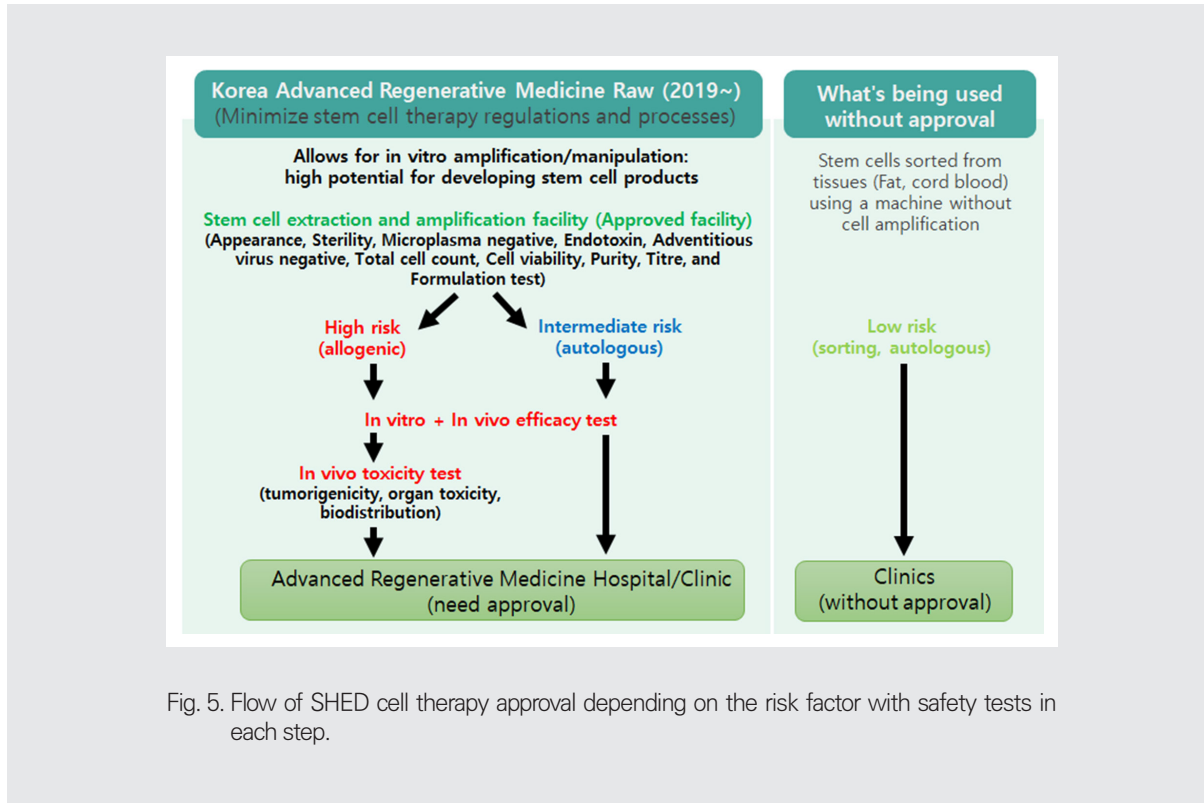 Korea Advanced Regenerative Medicine Raw (2019~)
(Minimize stem cell therapy regulations and processes)
Allows for in vitro amplification/manipulation:
high potential for developing stem cell products
Stem cell extraction and amplification facility (Approved facility)
(Appearance, Sterility, Microplasma negative, Endotoxin, Adventitious
virus negative, Total cell count, Cell viability, Purity, Titre, and
Formulation test)
High risk
(allogenic)
Intermediate risk
(autologous)
In vitro + In vivo efficacy test
In vivo toxicity test
(tumorigenicity, organ toxicity,
biodistribution)
Advanced Regenerative Medicine Hospital/Clinic
(need approval)
What's being used
without approval
Stem cells sorted from
tissues (Fat, cord blood)
using a machine without
cell amplification
Low risk
(sorting, autologous)
Clinics
(without approval)
Fig. 5. Flow of SHED cell therapy approval depending on the risk factor with safety tests in
each step.